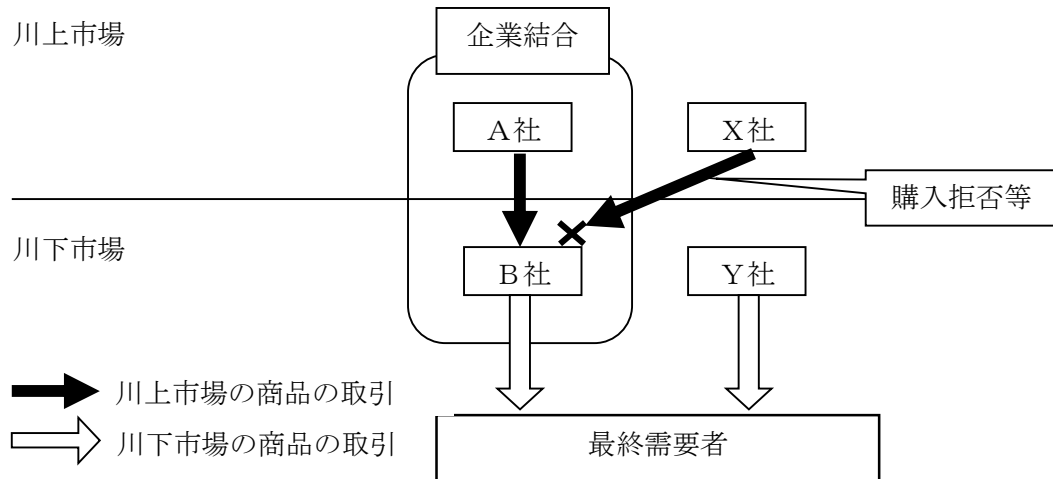 川上市場
企業結合
Ａ社
Ｘ社
購入拒否等
川下市場
Ｂ社
Ｙ社
川上市場の商品の取引
川下市場の商品の取引
最終需要者